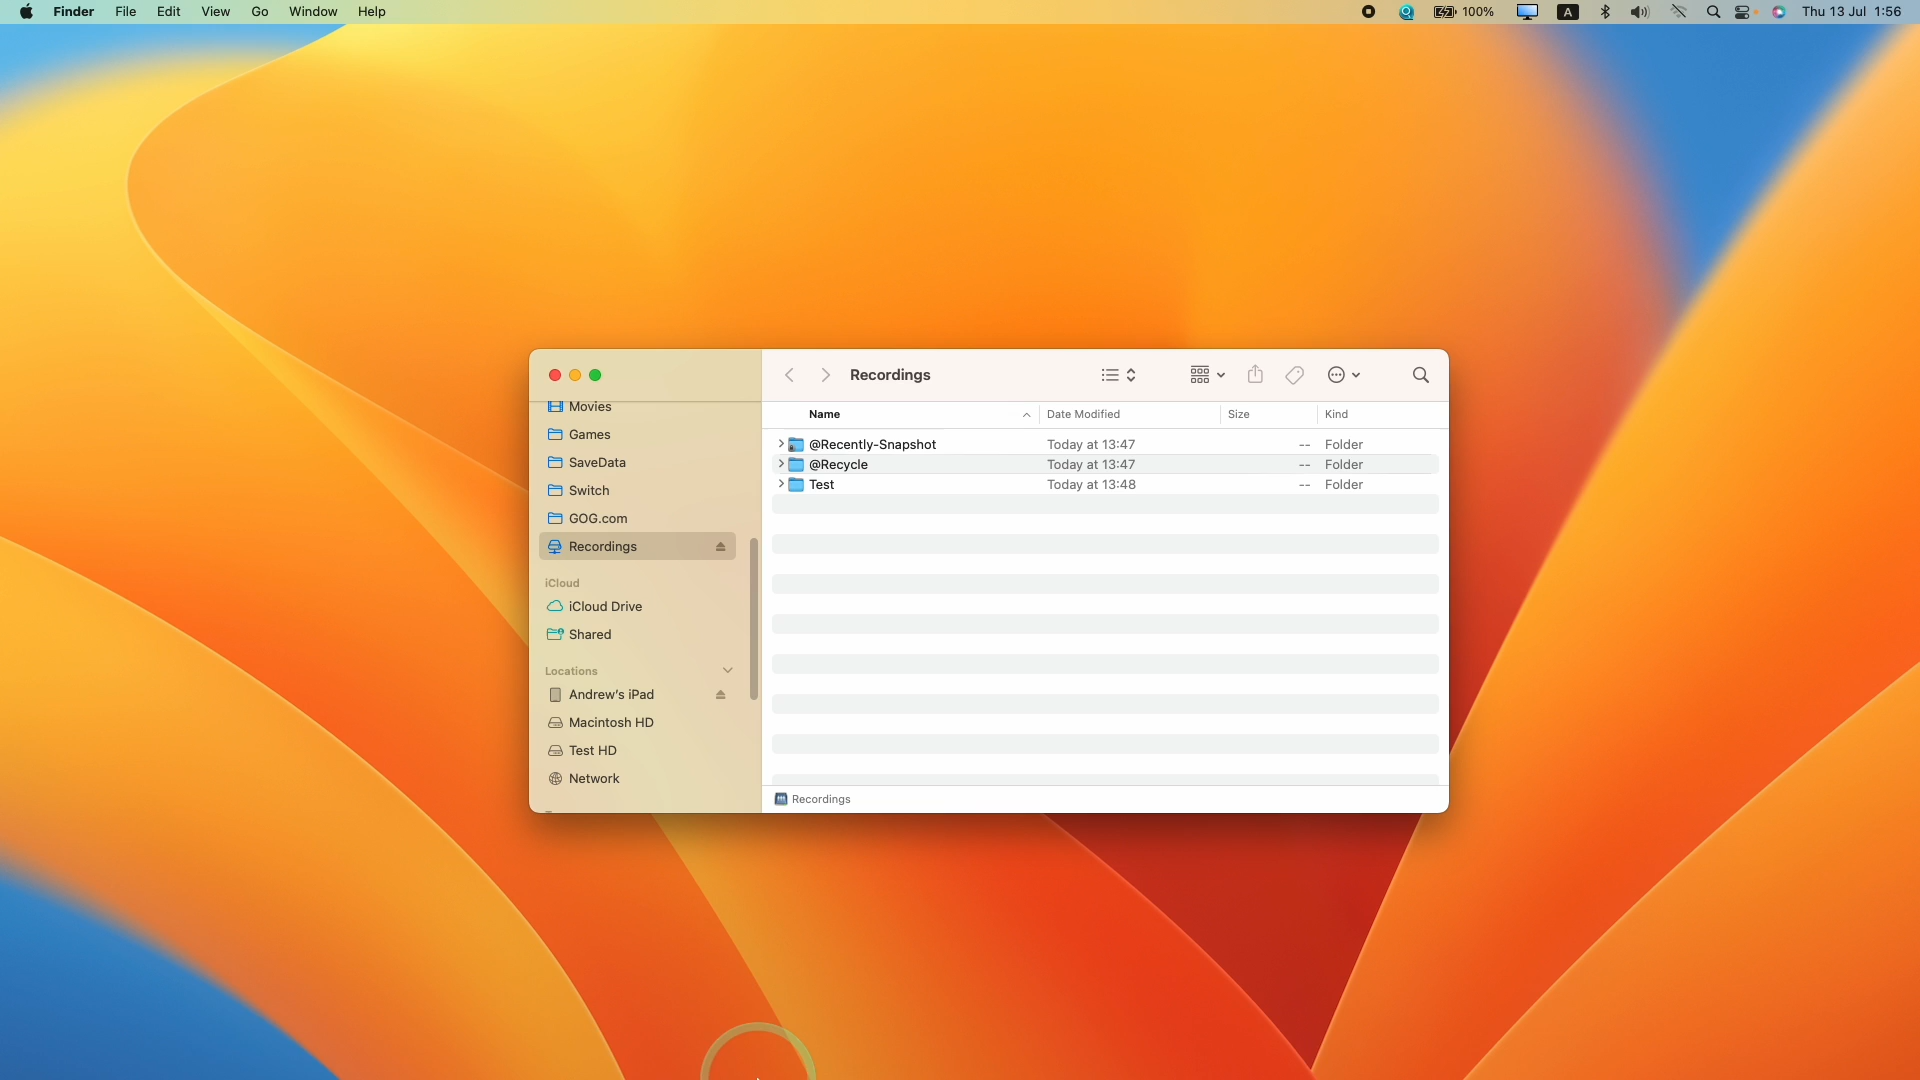 Finder File Edit View Go Window Help 100% A Thu 13 Jul 1:56
Recordings
Name Date Modified Size Kind
@Recently-Snapshot Today at 13:47 -- Folder
@Recycle Today at 13:47 -- Folder
Test Today at 13:48 -- Folder
Movies
Games
SaveData
Switch
GOG.com
Recordings
iCloud
iCloud Drive
Shared
Locations
Andrew's iPad
Macintosh HD
Test HD
Network
Recordings